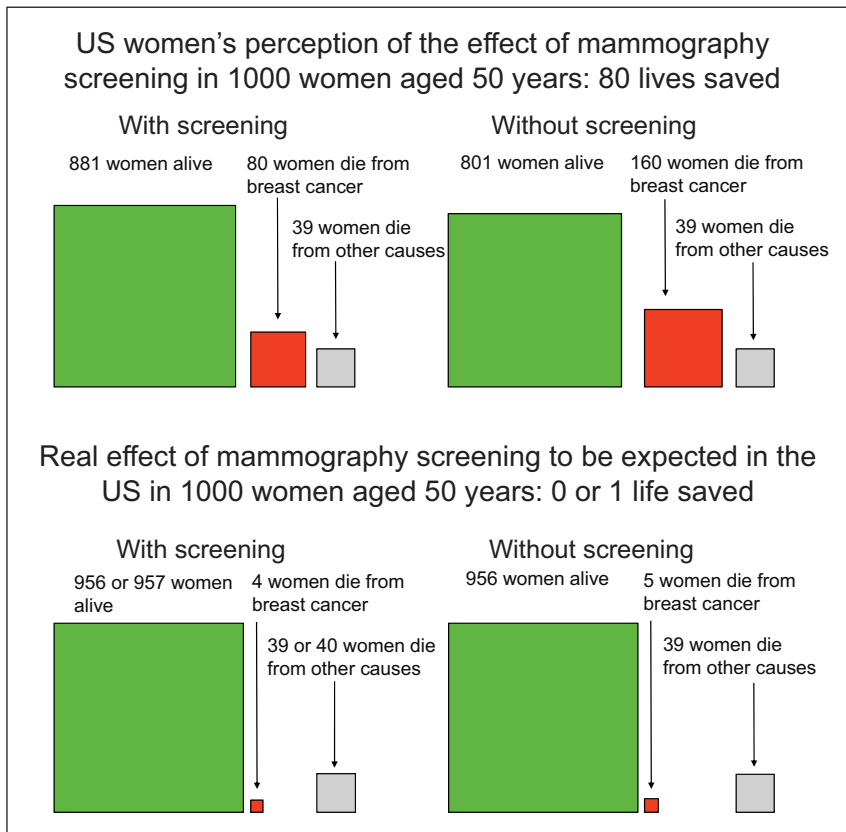 US women's perception of the effect of mammography
screening in 1000 women aged 50 years: 80 lives saved
With screening
881 women alive
80 women die from
breast cancer
39 women die
from other causes
Without screening
801 women alive
160 women die from
breast cancer
39 women die
from other causes
Real effect of mammography screening to be expected in the
US in 1000 women aged 50 years: 0 or 1 life saved
With screening
956 or 957 women
alive
4 women die from
breast cancer
39 or 40 women die
from other causes
Without screening
956 women alive
5 women die from
breast cancer
39 women die
from other causes